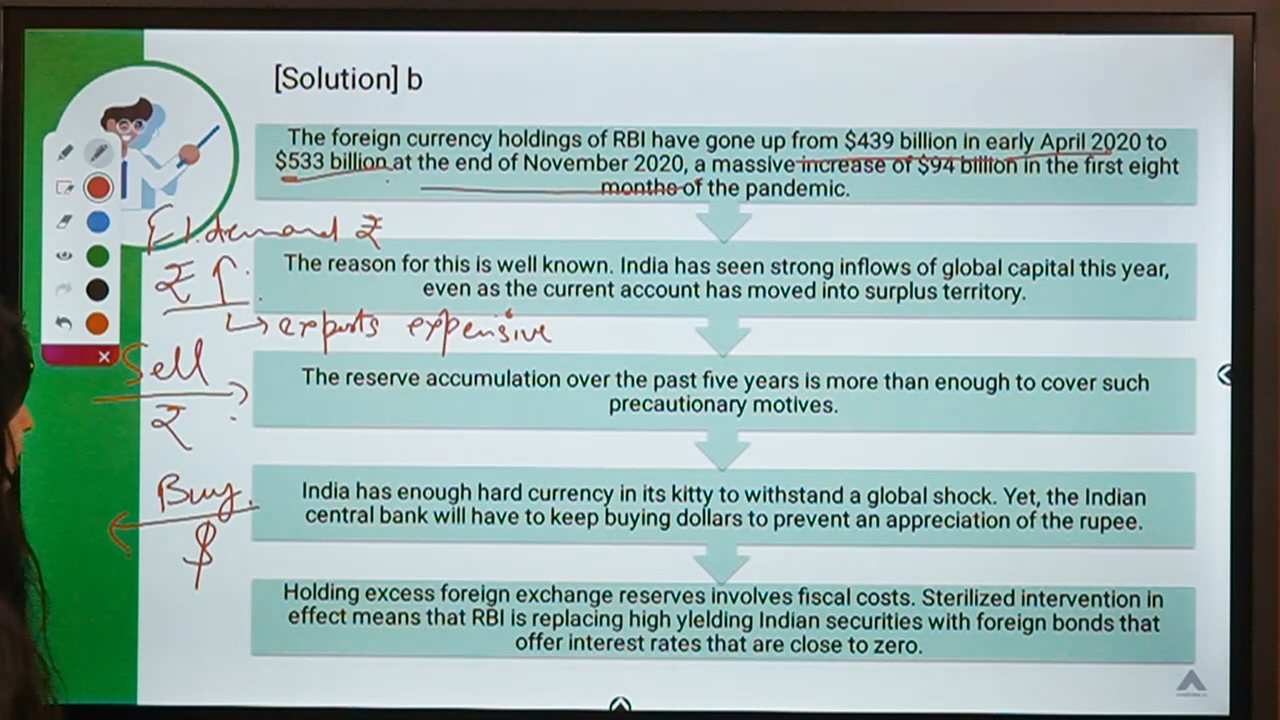 [Solution] b
The foreign currency holdings of RBI have gone up from $439 billion in early April 2020 to
$533 billion at the end of November 2020, a massive increase of $94 billion in the first eight
months of the pandemic.
demand ₹
₹ ↑
The reason for this is well known. India has seen strong inflows of global capital this year,
even as the current account has moved into surplus territory.
exports expensive
Sell
₹
The reserve accumulation over the past five years is more than enough to cover such
precautionary motives.
Buy
$
India has enough hard currency in its kitty to withstand a global shock. Yet, the Indian
central bank will have to keep buying dollars to prevent an appreciation of the rupee.
Holding excess foreign exchange reserves involves fiscal costs. Sterilized intervention in
effect means that RBI is replacing high ylelding Indian securities with foreign bonds that
offer interest rates that are close to zero.